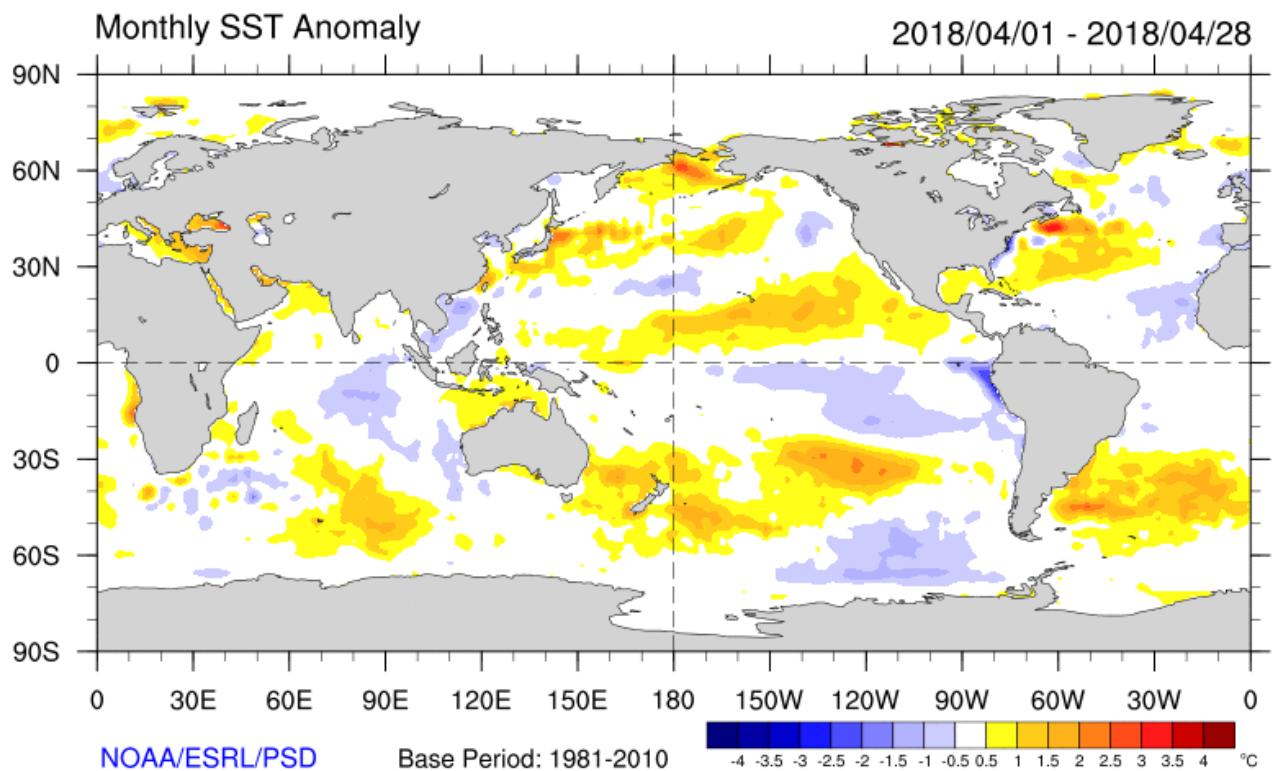 Monthly SST Anomaly 2018/04/01 - 2018/04/28
90N
60N
30N
0
30S
60S
90S
0 30E 60E 90E 120E 150E 180 150W 120W 90W 60W 30W 0
NOAA/ESRL/PSD Base Period: 1981-2010
-4 -3.5 -3 -2.5 -2 -1.5 -1 -0.5 0.5 1 1.5 2 2.5 3 3.5 4 °C